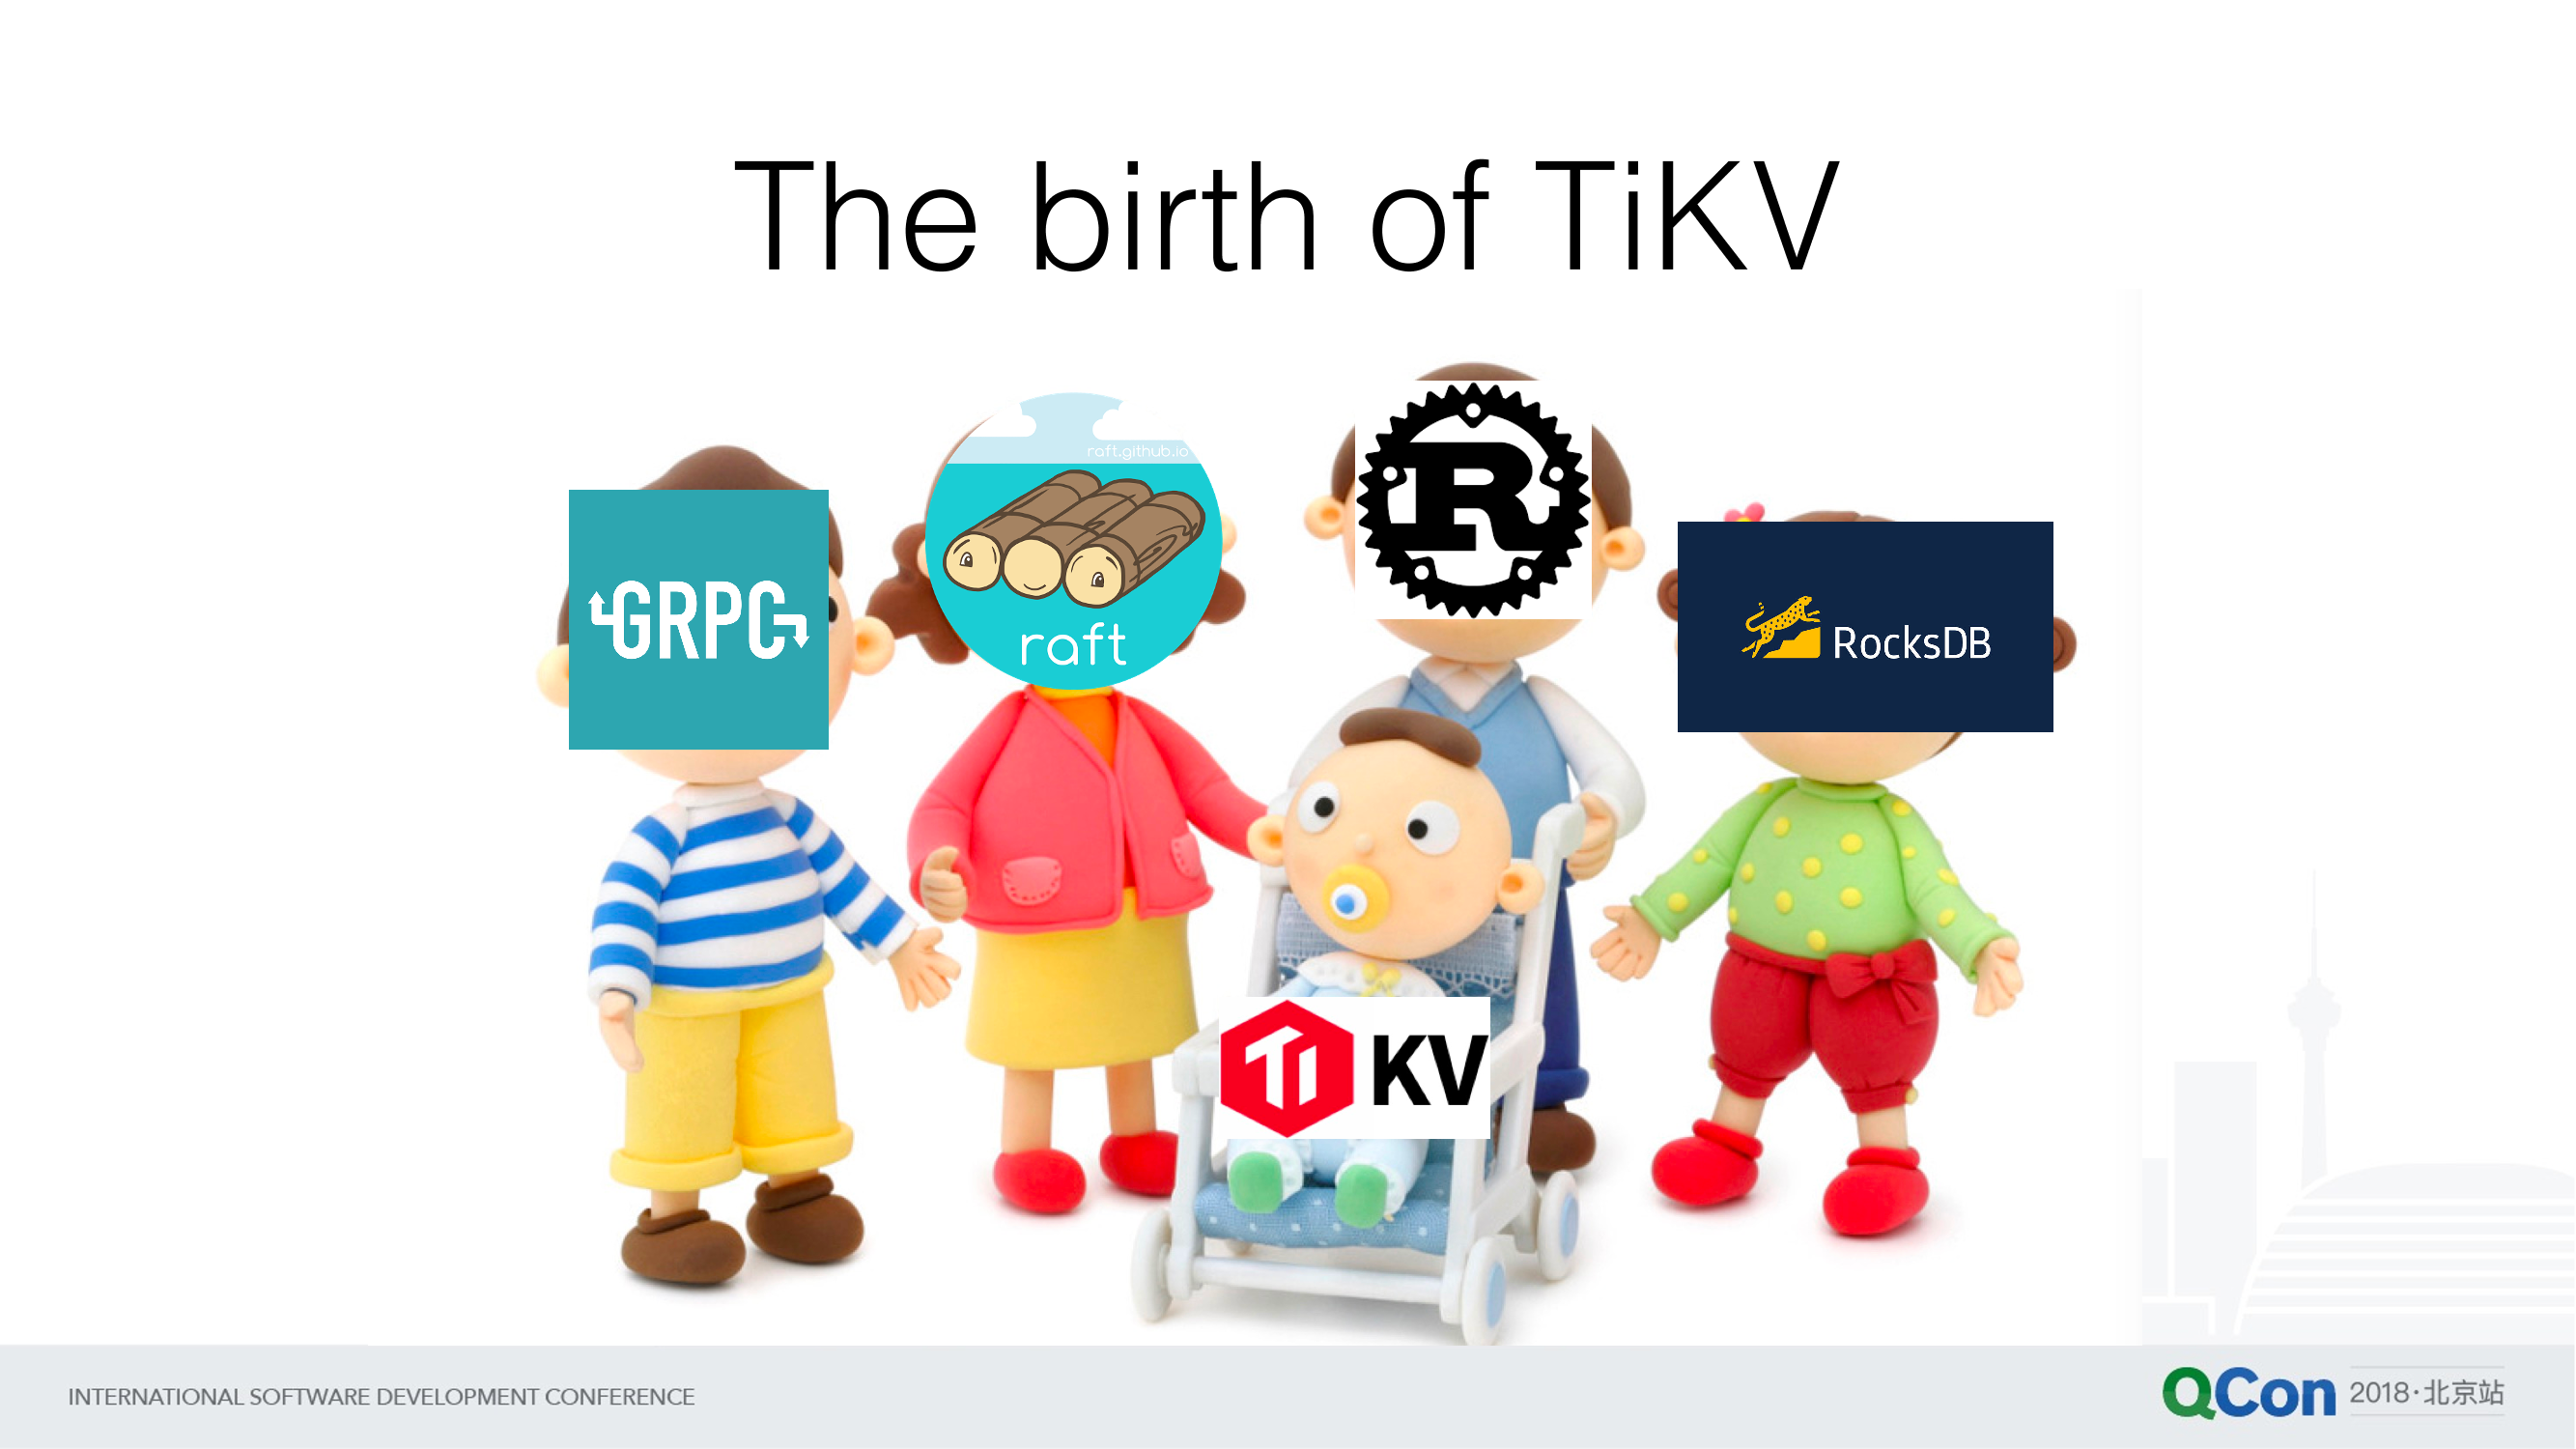 The birth of TiKV
raft.github.io
GRPC
raft
R
RocksDB
Ti KV
INTERNATIONAL SOFTWARE DEVELOPMENT CONFERENCE
QCon 2018·北京站